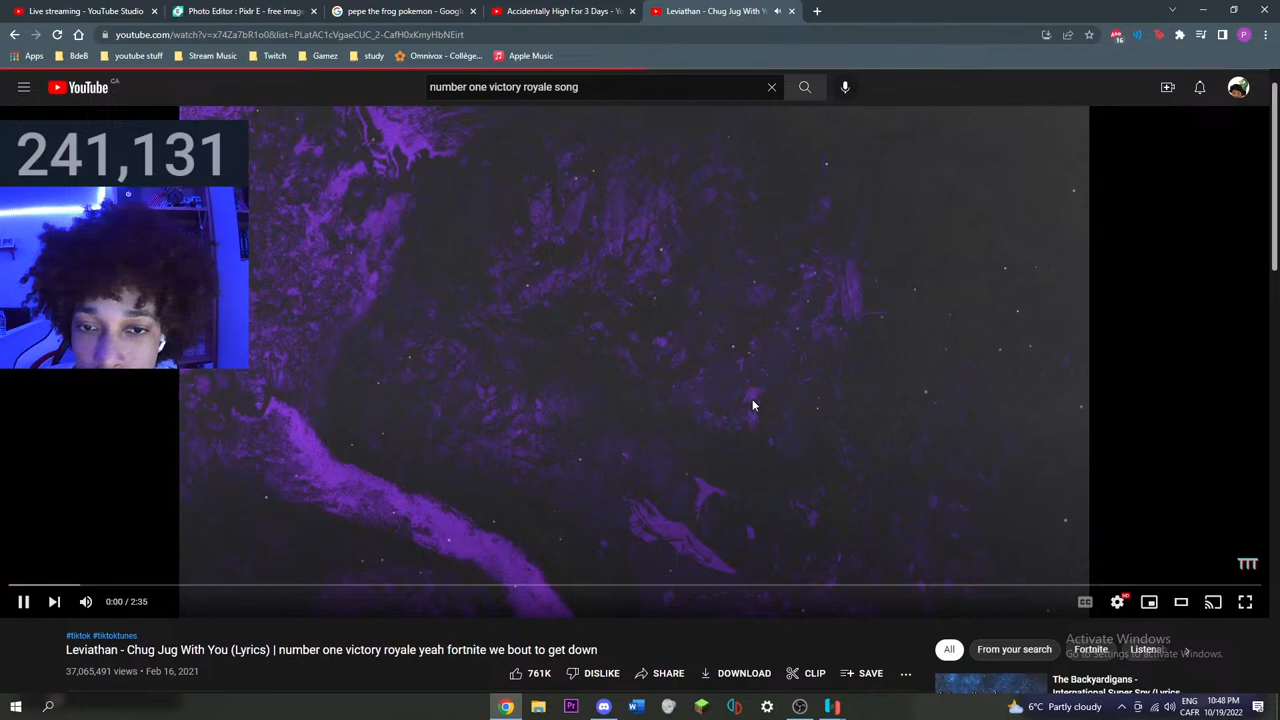 Live streaming - YouTube Studio
Photo Editor : Pixlr E - free imag
pepe the frog pokemon - Googl
Accidentally High For 3 Days - Yo
Leviathan - Chug Jug With Y
youtube.com/watch?v=x74Za7bR1o0&list=PLatAC1cVgaeCUC_2-CafH0xKmyHbNEirt
16
P
Apps
BdeB
youtube stuff
Stream Music
Twitch
Gamez
study
Omnivox - Collège...
Apple Music
YouTube CA
number one victory royale song
241,131
0:00 / 2:35
CC
HD
#tiktok #tiktoktunes
Leviathan - Chug Jug With You (Lyrics) | number one victory royale yeah fortnite we bout to get down
37,065,491 views • Feb 16, 2021
761K
DISLIKE
SHARE
DOWNLOAD
CLIP
SAVE
All
From your search
Fortnite
Listenal
Activate Windows
Go to Settings to activate Windows.
The Backyardigans -
International Super Spy (Lyrics
6°C Partly cloudy
ENG
CAFR
10:48 PM
10/19/2022